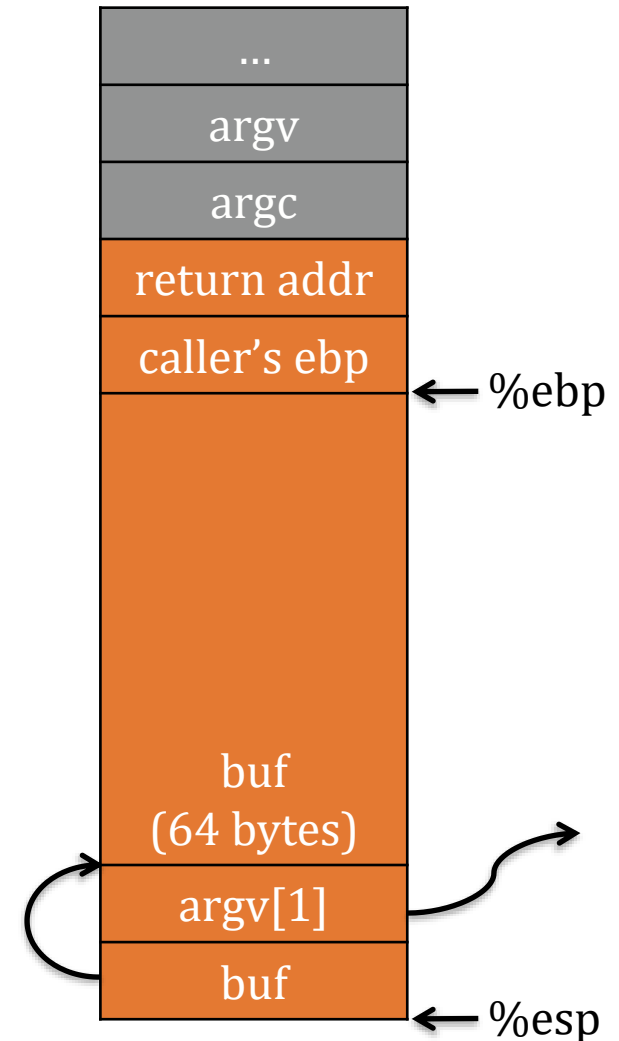 ...
argv
argc
return addr
caller’s ebp
%ebp
buf
(64 bytes)
argv[1]
buf
%esp